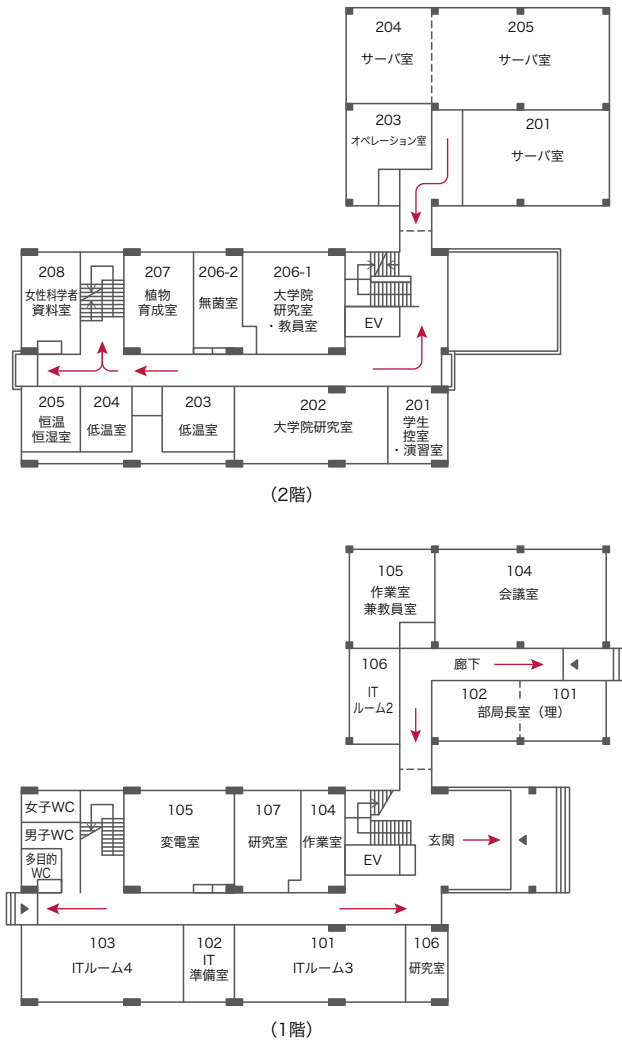 204
サーバ室
205
サーバ室
203
オペレーション室
201
サーバ室
208
女性科学者
資料室
207
植物
育成室
206-2
無菌室
206-1
大学院
研究室
・教員室
EV
205
恒温
恒湿室
204
低温室
203
低温室
202
大学院研究室
201
学生
控室
・演習室
（2階）
105
作業室
兼教員室
104
会議室
106
IT
ルーム2
廊下
102
101
部局長室（理）
女子WC
男子WC
多目的
WC
105
変電室
107
研究室
104
作業室
EV
玄関
103
ITルーム4
102
IT
準備室
101
ITルーム3
106
研究室
（1階）